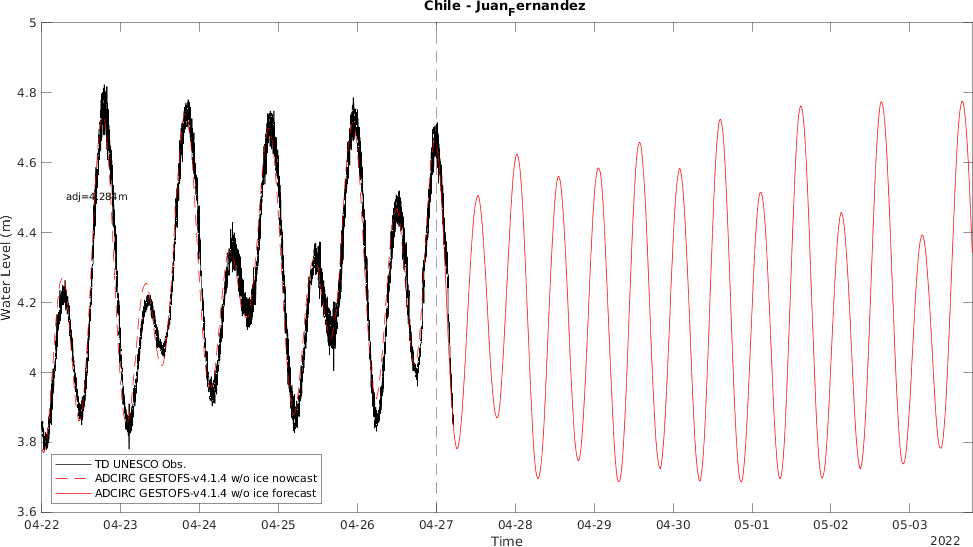 Chile - Juan_Fernandez
5
4.8
4.6
4.4
4.2
4
3.8
3.6
Water Level (m)
adj=4.284m
TD UNESCO Obs.
ADCIRC GESTOFS-v4.1.4 w/o ice nowcast
ADCIRC GESTOFS-v4.1.4 w/o ice forecast
04-22 04-23 04-24 04-25 04-26 04-27 04-28 04-29 04-30 05-01 05-02 05-03
Time
2022